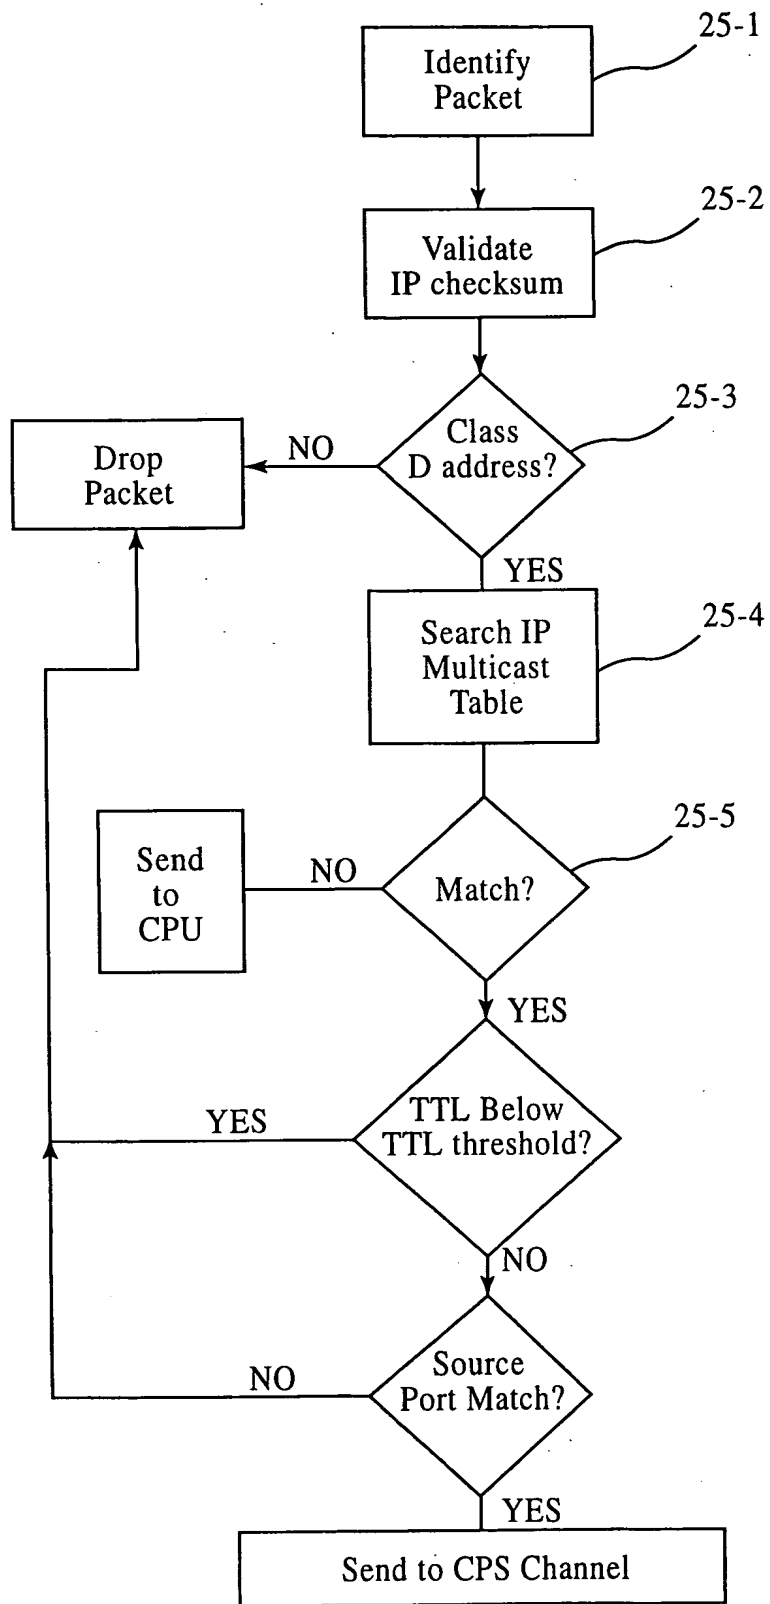 25-1
Identify
Packet
25-2
Validate
IP checksum
25-3
Class
D address?
NO
Drop
Packet
YES
25-4
Search IP
Multicast
Table
25-5
Match?
NO
Send
to
CPU
YES
TTL Below
TTL threshold?
YES
NO
Source
Port Match?
NO
YES
Send to CPS Channel